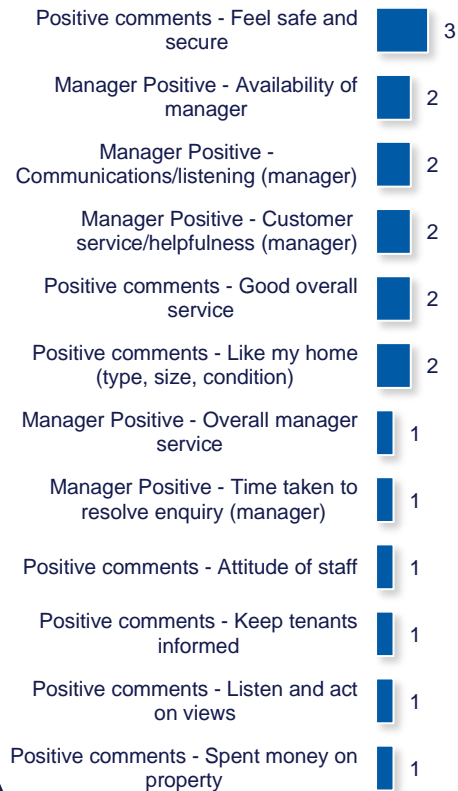 Positive comments - Feel safe and
secure
3
Manager Positive - Availability of
manager
2
Manager Positive -
Communications/listening (manager)
2
Manager Positive - Customer
service/helpfulness (manager)
2
Positive comments - Good overall
service
2
Positive comments - Like my home
(type, size, condition)
2
Manager Positive - Overall manager
service
1
Manager Positive - Time taken to
resolve enquiry (manager)
1
Positive comments - Attitude of staff
1
Positive comments - Keep tenants
informed
1
Positive comments - Listen and act
on views
1
Positive comments - Spent money on
property
1